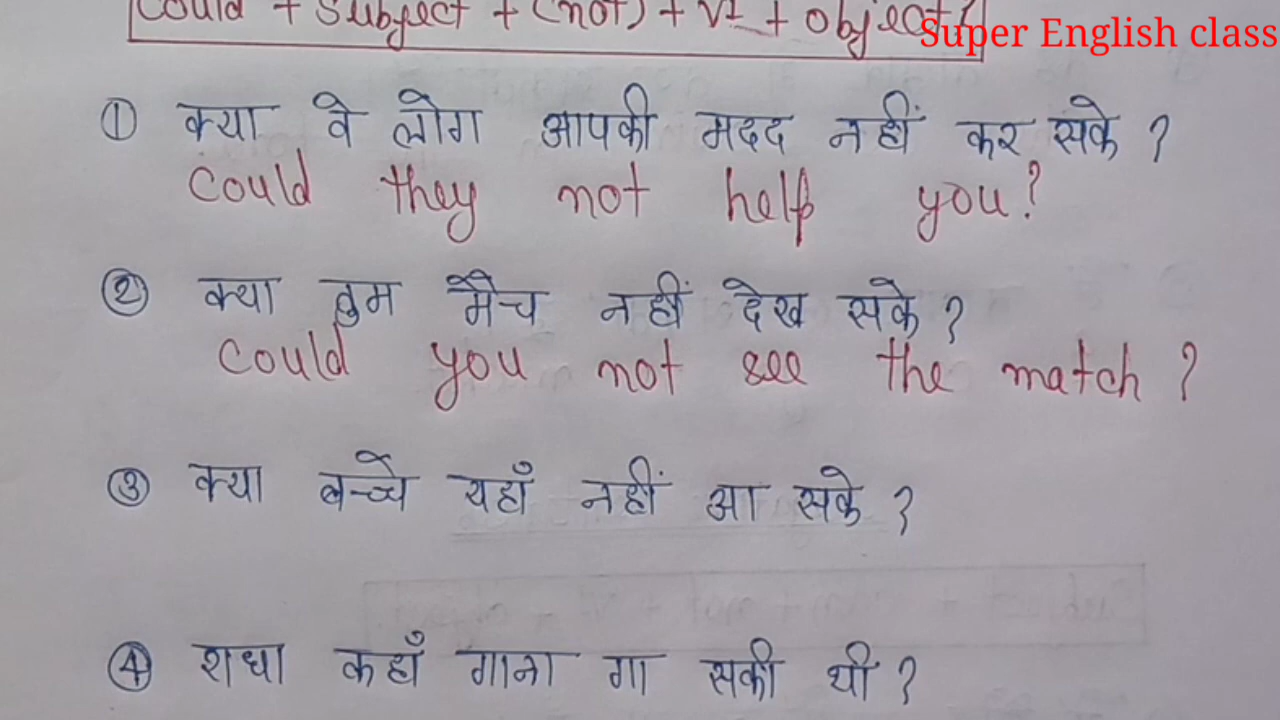 Could + Subject + (not) + V¹ + Object?
Super English class
① क्या वे लोग आपकी मदद नहीं कर सके ?
Could they not help you?
② क्या तुम मैच नहीं देख सके ?
Could you not see the match ?
③ क्या बच्चे यहाँ नहीं आ सके ?
④ राधा कहाँ गाना गा सकी थी ?